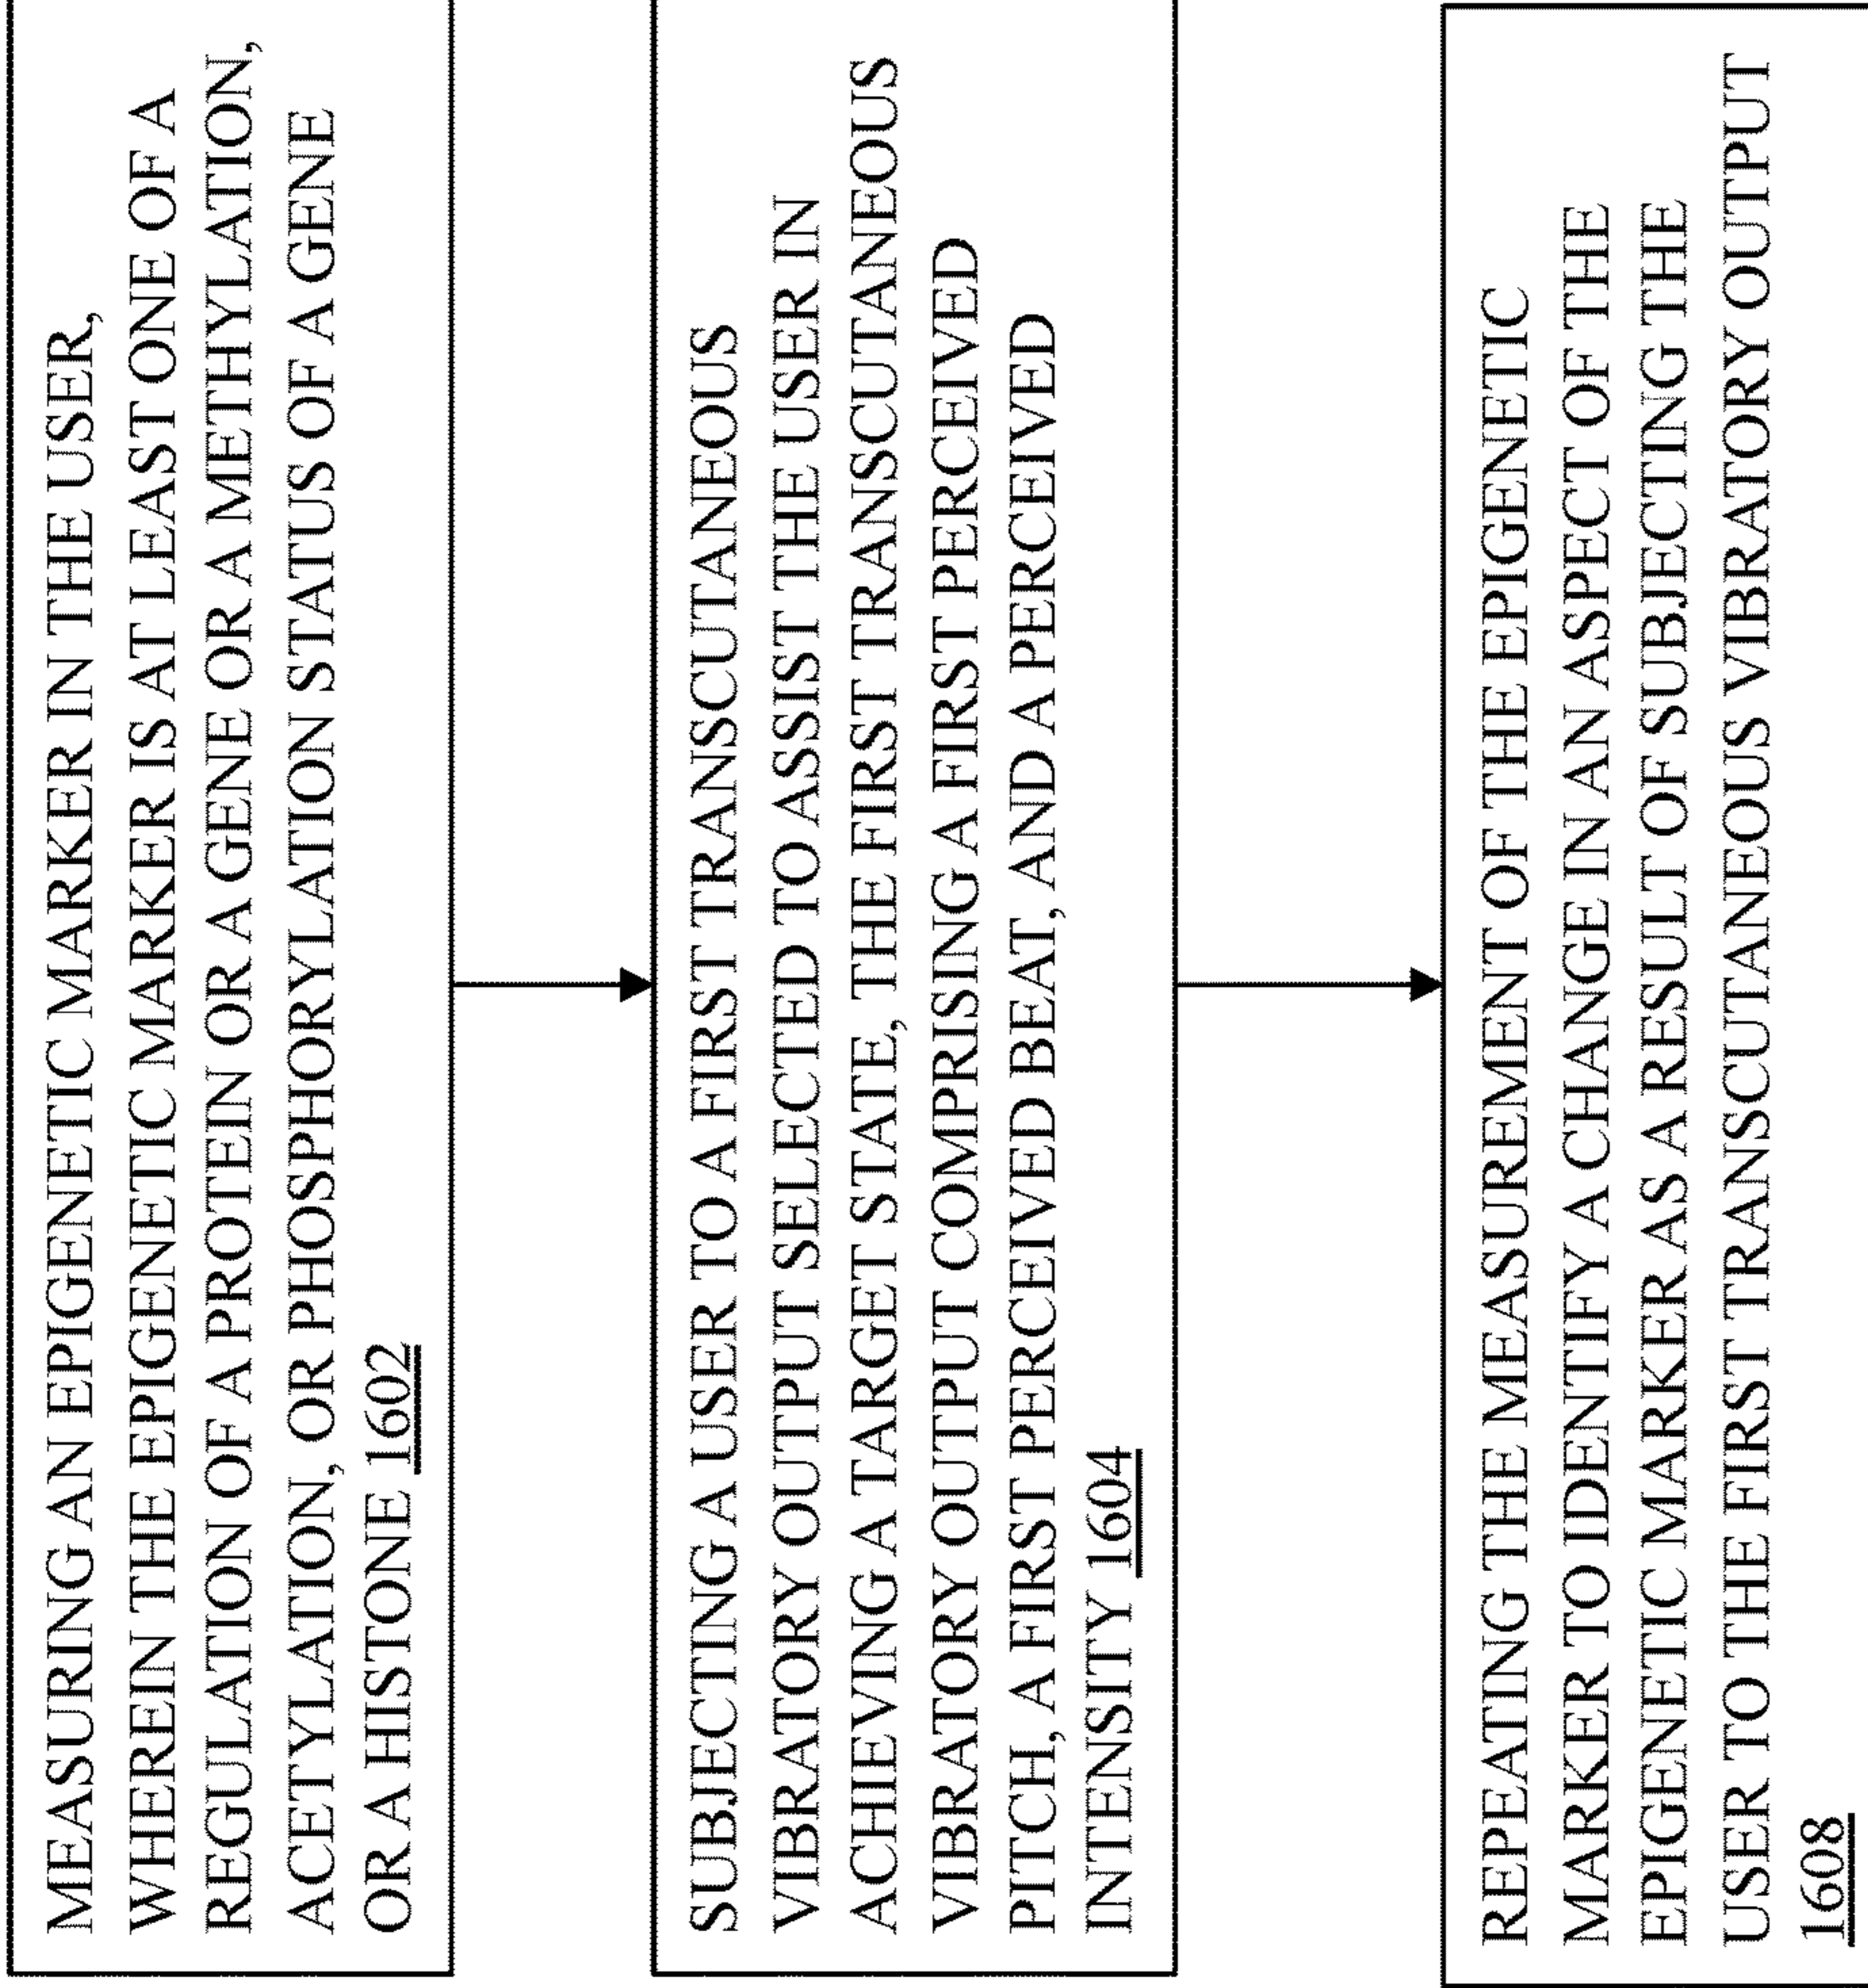 MEASURING AN EPIGENETIC MARKER IN THE USER,
WHEREIN THE EPIGENETIC MARKER IS AT LEAST ONE OF A
REGULATION OF A PROTEIN OR A GENE OR A METHYLATION,
ACETYLATION, OR PHOSPHORYLATION STATUS OF A GENE
OR A HISTONE 1602
SUBJECTING A USER TO A FIRST TRANSCUTANEOUS
VIBRATORY OUTPUT SELECTED TO ASSIST THE USER IN
ACHIEVING A TARGET STATE, THE FIRST TRANSCUTANEOUS
VIBRATORY OUTPUT COMPRISING A FIRST PERCEIVED
PITCH, A FIRST PERCEIVED BEAT, AND A PERCEIVED
INTENSITY 1604
REPEATING THE MEASUREMENT OF THE EPIGENETIC
MARKER TO IDENTIFY A CHANGE IN AN ASPECT OF THE
EPIGENETIC MARKER AS A RESULT OF SUBJECTING THE
USER TO THE FIRST TRANSCUTANEOUS VIBRATORY OUTPUT
1608